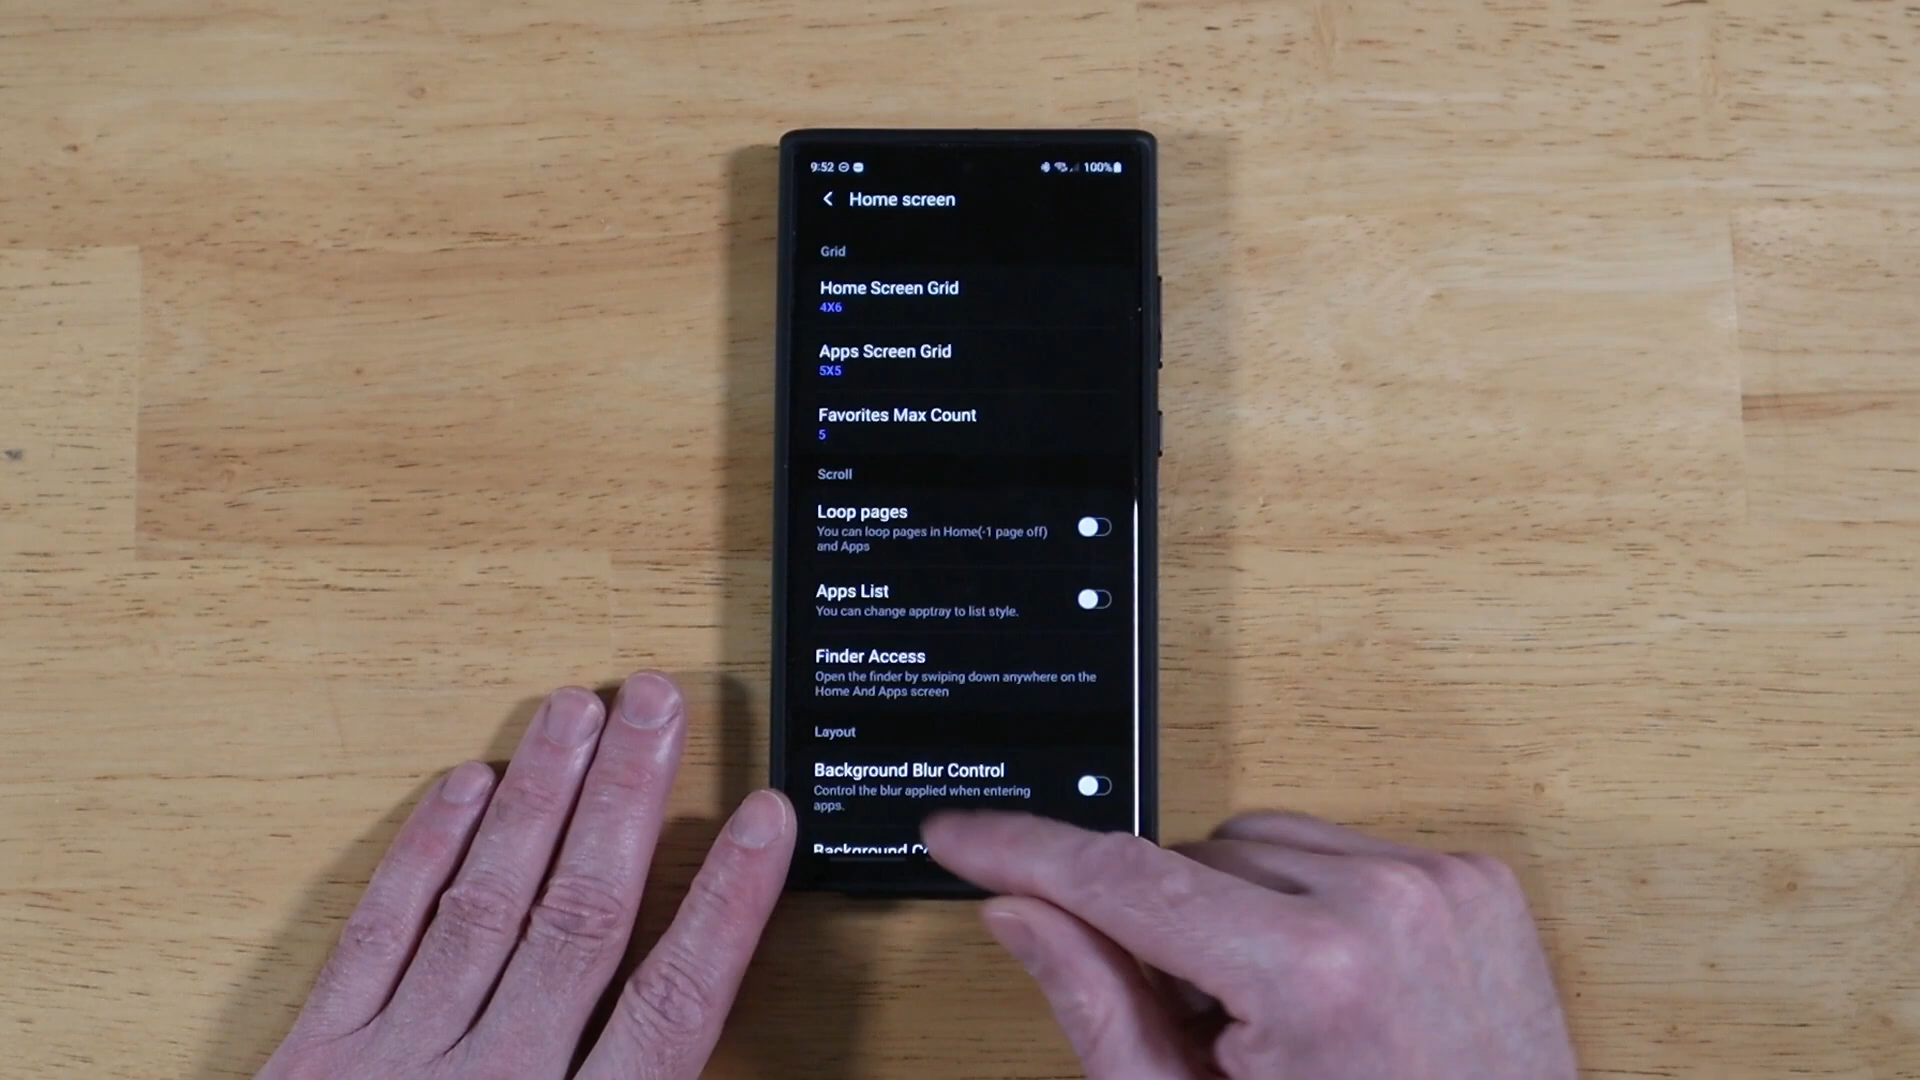 9:52 100%
Home screen
Grid
Home Screen Grid
4X6
Apps Screen Grid
5X5
Favorites Max Count
5
Scroll
Loop pages
You can loop pages in Home(-1 page off)
and Apps
Apps List
You can change apptray to list style.
Finder Access
Open the finder by swiping down anywhere on the
Home And Apps screen
Layout
Background Blur Control
Control the blur applied when entering
apps.
Background